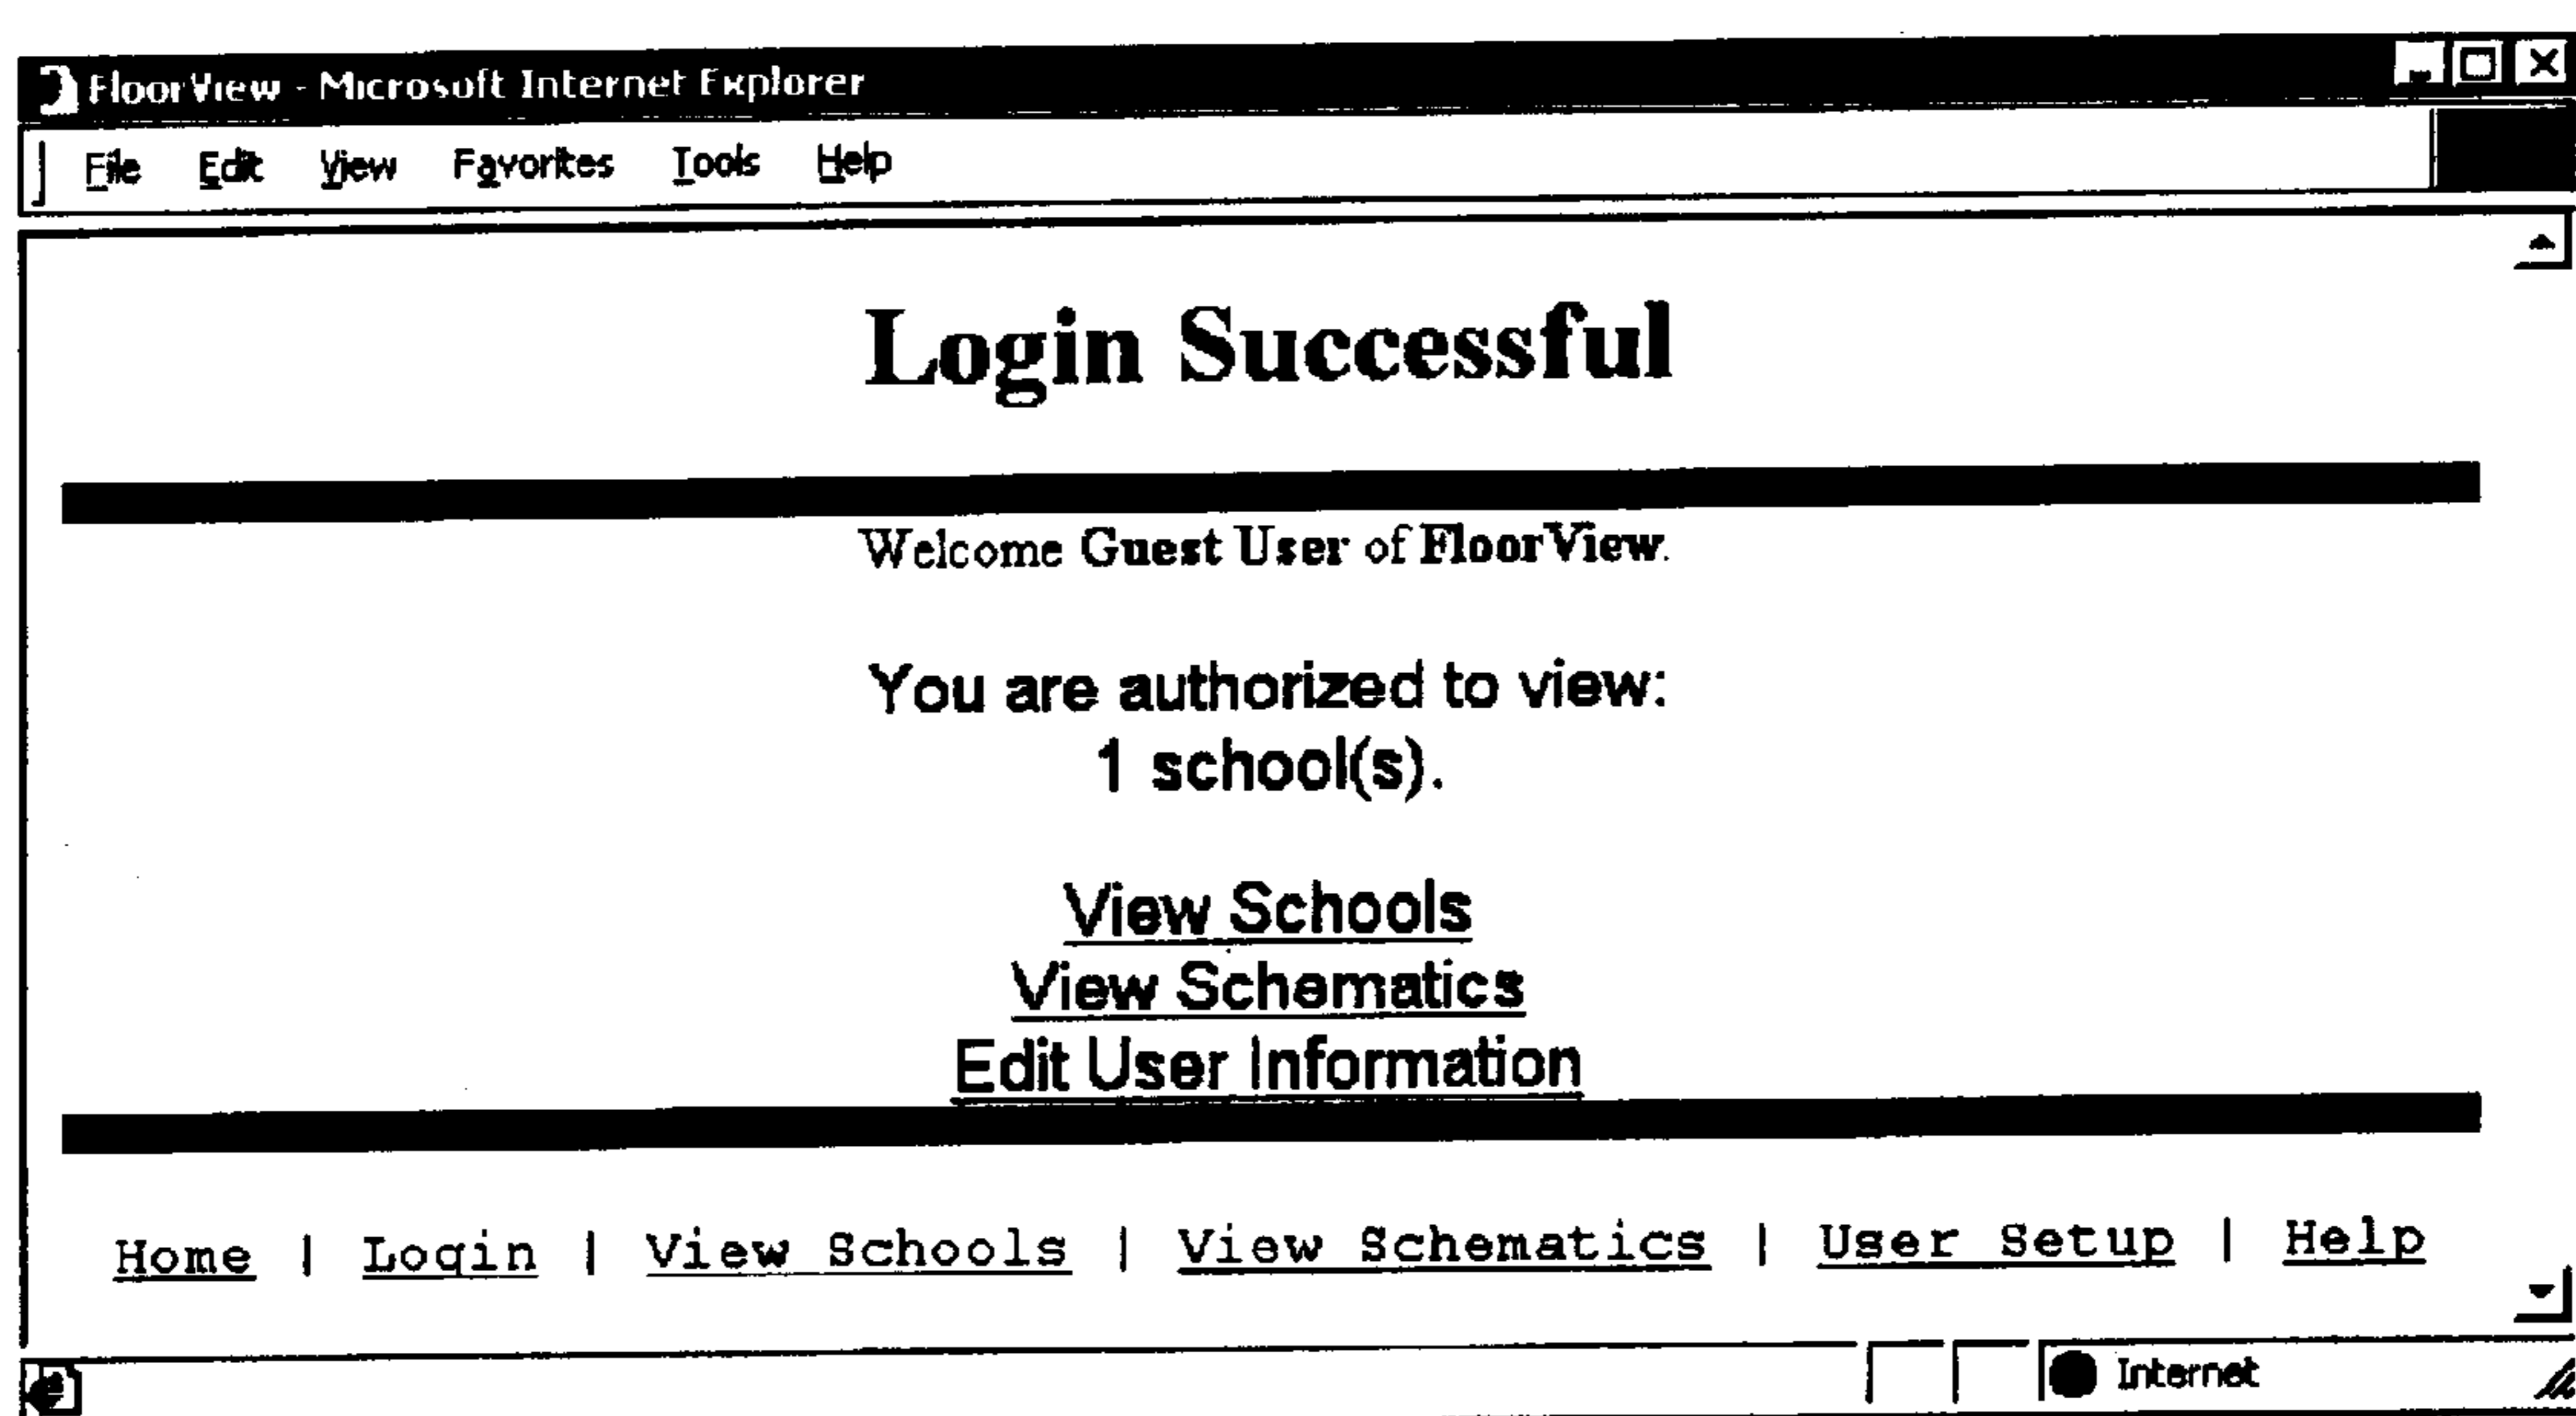 FloorView - Microsoft Internet Explorer
File Edit View Favorites Tools Help
Login Successful
Welcome Guest User of FloorView.
You are authorized to view:
1 school(s).
View Schools
View Schematics
Edit User Information
Home | Login | View Schools | View Schematics | User Setup | Help
Internet